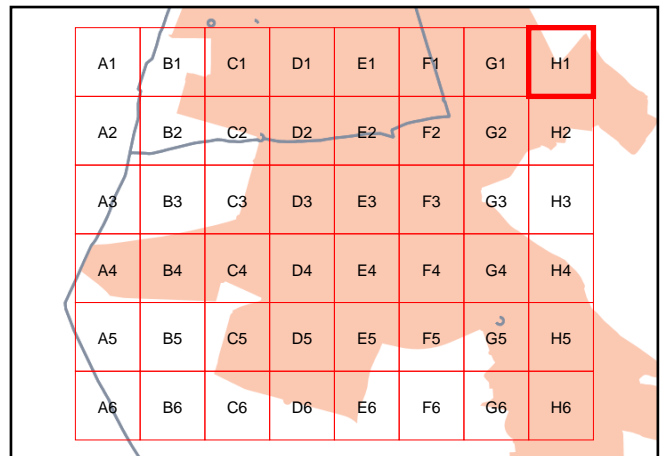 A1 B1 C1 D1 E1 F1 G1 H1
A2 B2 C2 D2 E2 F2 G2 H2
A3 B3 C3 D3 E3 F3 G3 H3
A4 B4 C4 D4 E4 F4 G4 H4
A5 B5 C5 D5 E5 F5 G5 H5
A6 B6 C6 D6 E6 F6 G6 H6